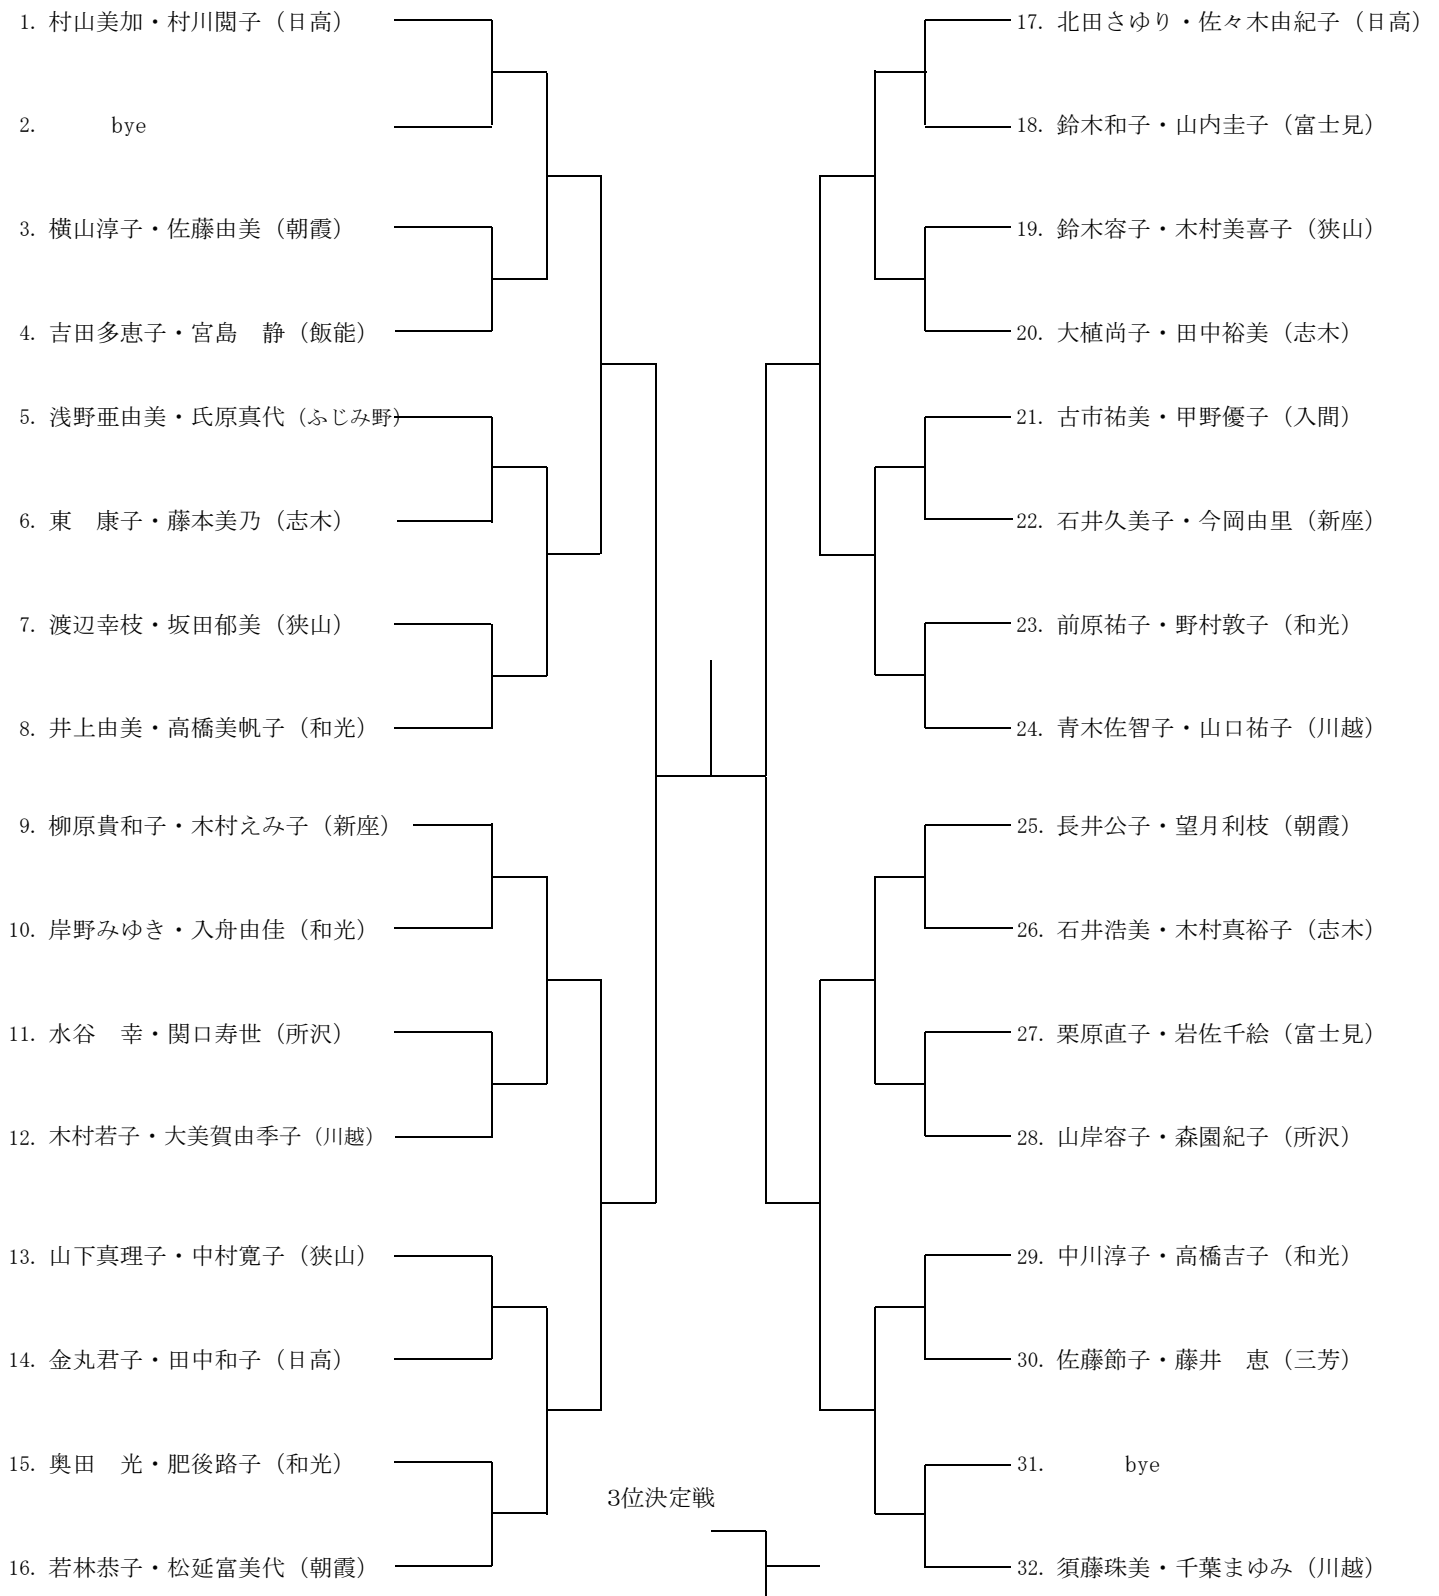 1. 村山美加・村川閲子（日高）
2. bye
3. 横山淳子・佐藤由美（朝霞）
4. 吉田多恵子・宮島　静（飯能）
5. 浅野亜由美・氏原真代（ふじみ野）
6. 東　康子・藤本美乃（志木）
7. 渡辺幸枝・坂田郁美（狭山）
8. 井上由美・高橋美帆子（和光）
9. 柳原貴和子・木村えみ子（新座）
10. 岸野みゆき・入舟由佳（和光）
11. 水谷　幸・関口寿世（所沢）
12. 木村若子・大美賀由季子（川越）
13. 山下真理子・中村寛子（狭山）
14. 金丸君子・田中和子（日高）
15. 奥田　光・肥後路子（和光）
16. 若林恭子・松延富美代（朝霞）
3位決定戦
17. 北田さゆり・佐々木由紀子（日高）
18. 鈴木和子・山内圭子（富士見）
19. 鈴木容子・木村美喜子（狭山）
20. 大植尚子・田中裕美（志木）
21. 古市祐美・甲野優子（入間）
22. 石井久美子・今岡由里（新座）
23. 前原祐子・野村敦子（和光）
24. 青木佐智子・山口祐子（川越）
25. 長井公子・望月利枝（朝霞）
26. 石井浩美・木村真裕子（志木）
27. 栗原直子・岩佐千絵（富士見）
28. 山岸容子・森園紀子（所沢）
29. 中川淳子・高橋吉子（和光）
30. 佐藤節子・藤井　恵（三芳）
31. bye
32. 須藤珠美・千葉まゆみ（川越）